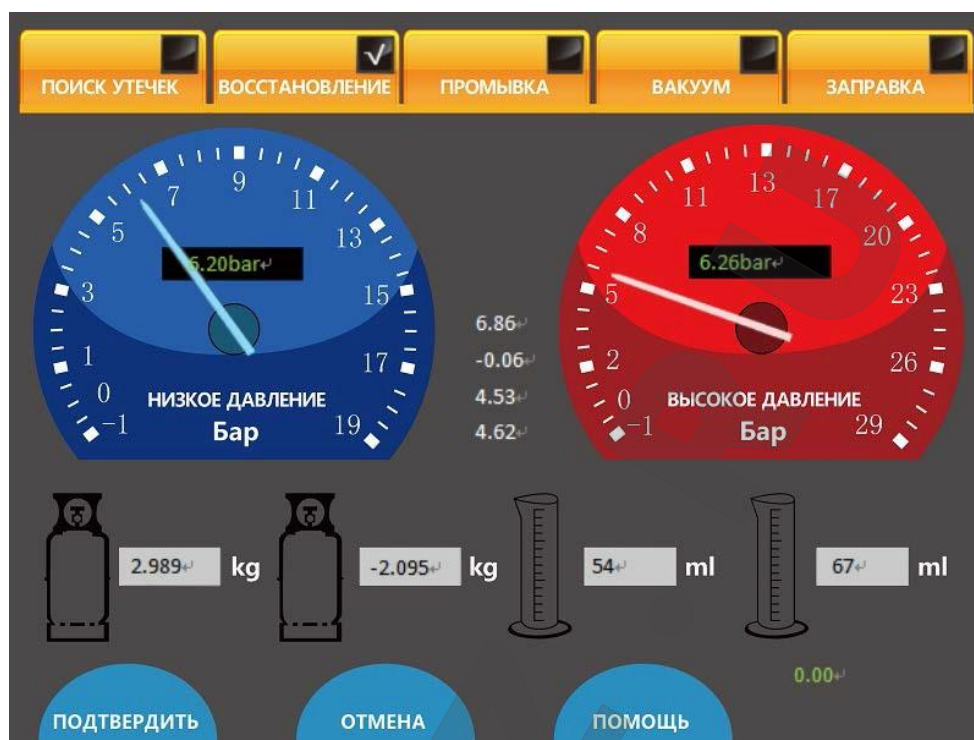 ПОИСК УТЕЧЕК ВОССТАНОВЛЕНИЕ ПРОМЫВКА ВАКУУМ ЗАПРАВКА
-1 0 1 3 5 7 9 11 13 15 17 19
6.20bar
НИЗКОЕ ДАВЛЕНИЕ
Бар
6.86
-0.06
4.53
4.62
-1 0 2 5 8 11 13 17 20 23 26 29
6.26bar
ВЫСОКОЕ ДАВЛЕНИЕ
Бар
2.989 kg -2.095 kg 54 ml 67 ml
0.00
ПОДТВЕРДИТЬ ОТМЕНА ПОМОЩЬ